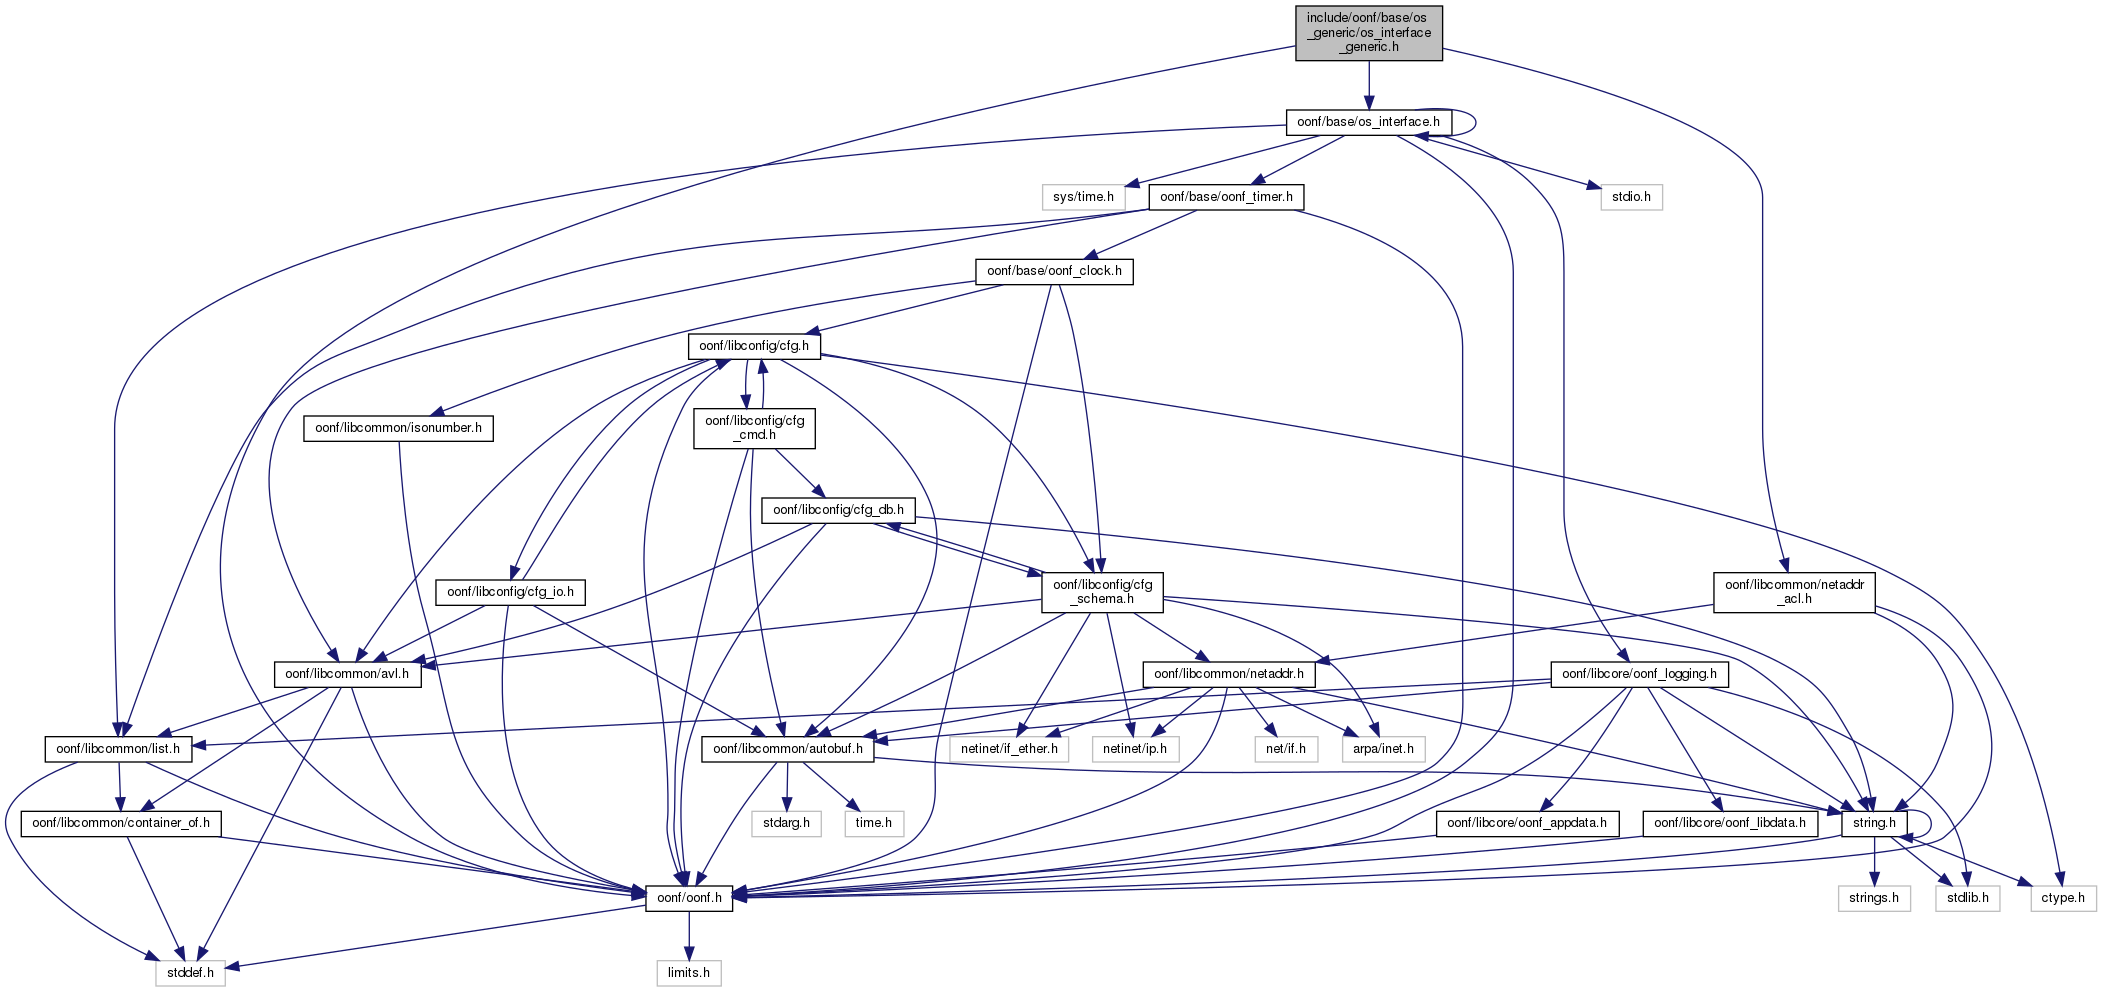 include/oonf/base/os
_generic/os_interface
_generic.h
oonf/base/os_interface.h
sys/time.h
oonf/base/oonf_timer.h
stdio.h
oonf/base/oonf_clock.h
oonf/libconfig/cfg.h
oonf/libcommon/isonumber.h
oonf/libconfig/cfg
_cmd.h
oonf/libconfig/cfg_db.h
oonf/libconfig/cfg_io.h
oonf/libconfig/cfg
_schema.h
oonf/libcommon/netaddr
_acl.h
oonf/libcommon/avl.h
oonf/libcommon/netaddr.h
oonf/libcore/oonf_logging.h
oonf/libcommon/list.h
oonf/libcommon/autobuf.h
netinet/if_ether.h
netinet/ip.h
net/if.h
arpa/inet.h
oonf/libcommon/container_of.h
stdarg.h
time.h
oonf/libcore/oonf_appdata.h
oonf/libcore/oonf_libdata.h
string.h
oonf/oonf.h
strings.h
stdlib.h
ctype.h
stddef.h
limits.h